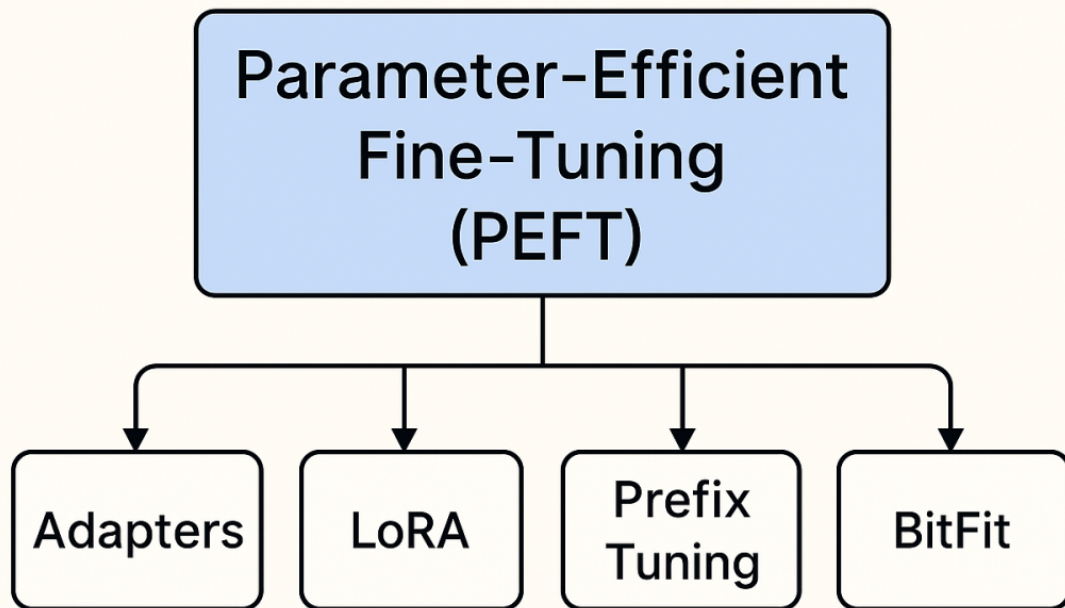 Parameter-Efficient
Fine-Tuning
(PEFT)
Adapters
LoRA
Prefix
Tuning
BitFit